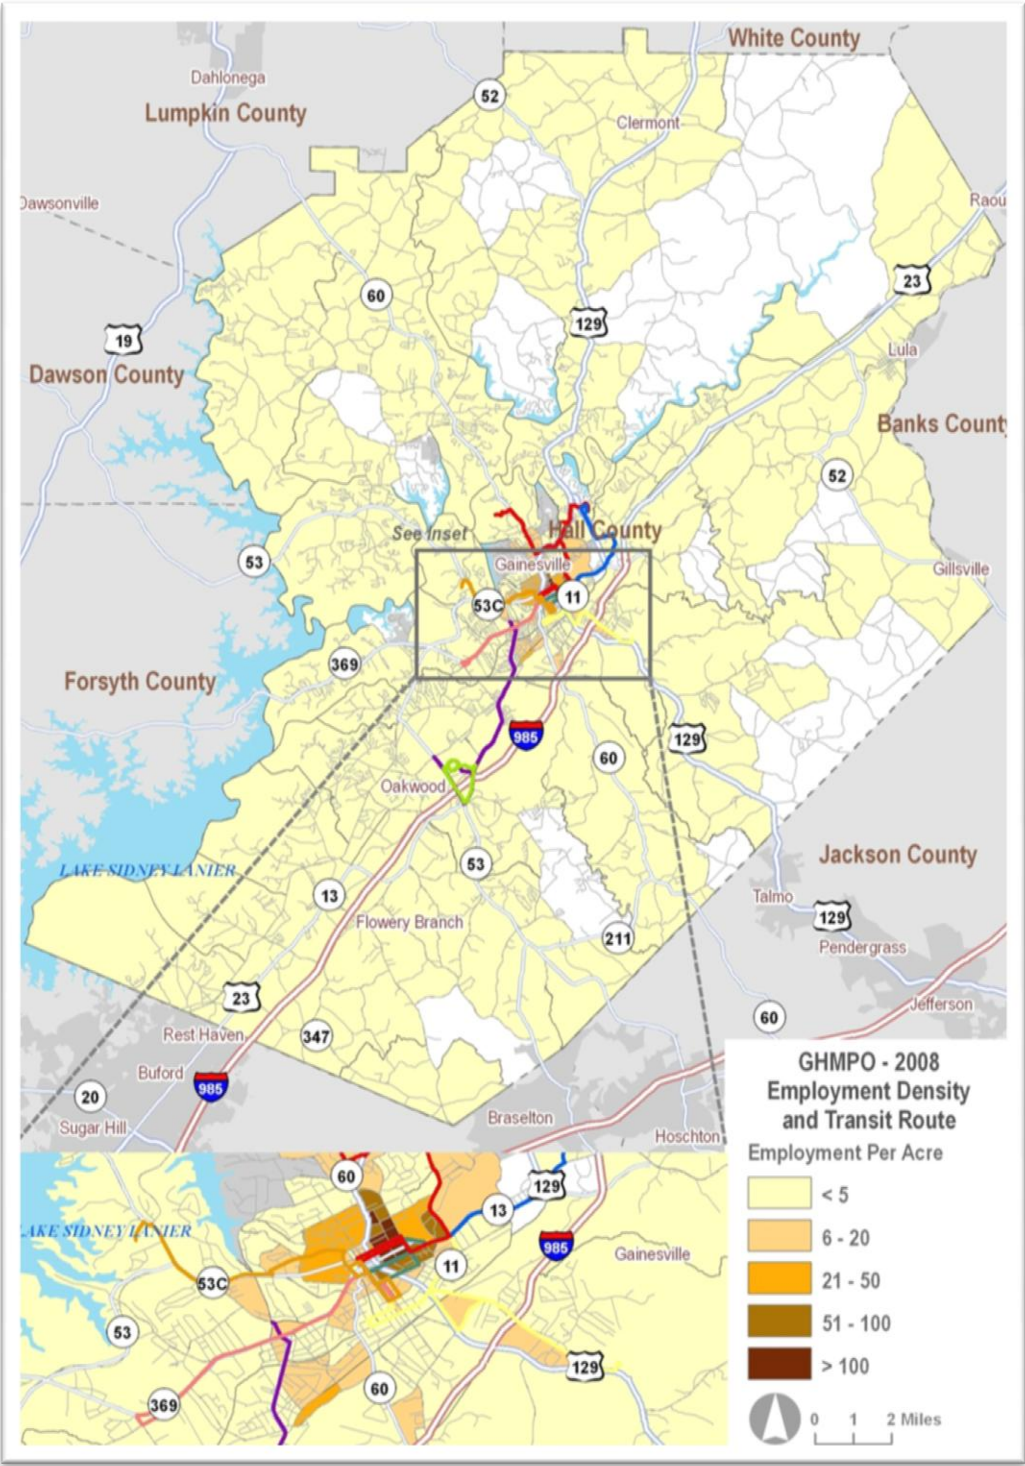 White County
Dahlonega
52
Lumpkin County
Clermont
Dawsonville
Raou
23
60
129
19
Lula
Dawson County
Banks County
52
See Inset
Hall County
53
Gainesville
Gillsville
53C
11
369
Forsyth County
985
129
60
Oakwood
53
Jackson County
LAKE SIDNEY LANIER
13
Talmo
129
Flowery Branch
211
Pendergrass
23
Jefferson
60
Rest Haven
347
GHMPO - 2008
Employment Density
and Transit Route
Buford
985
20
Braselton
Sugar Hill
Hoschton
Employment Per Acre
60
129
< 5
13
LAKE SIDNEY LANIER
6 - 20
985
Gainesville
11
53C
21 - 50
53
51 - 100
129
> 100
60
369
0 1 2 Miles